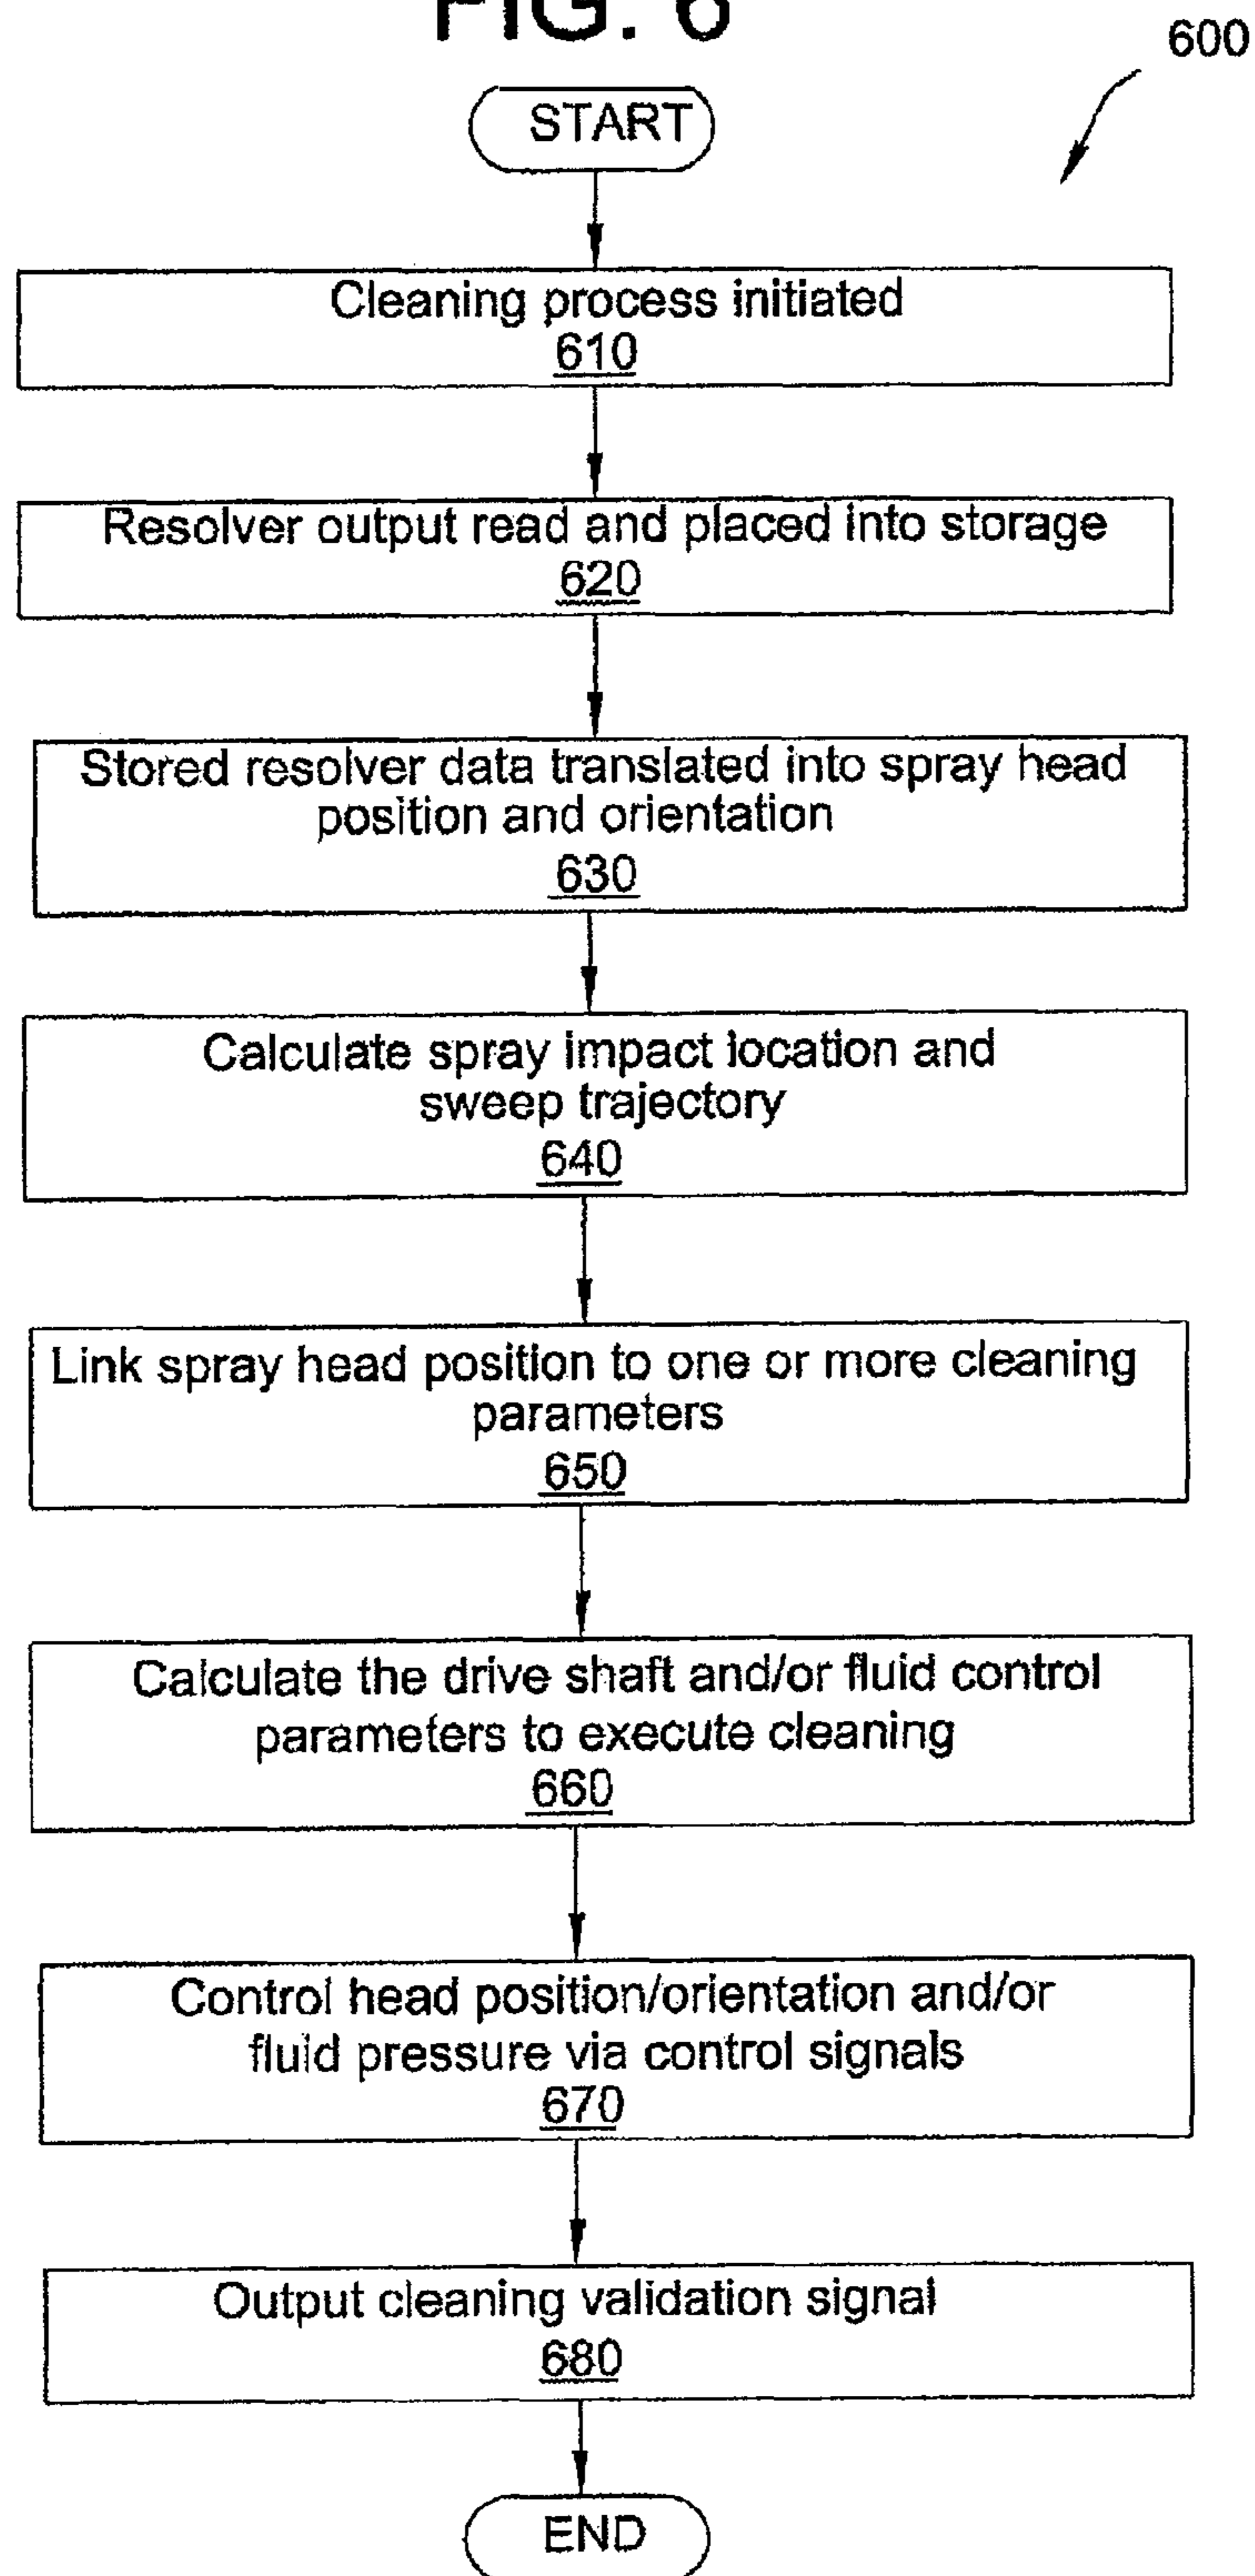 FIG. 6
600
START
Cleaning process initiated
610
Resolver output read and placed into storage
620
Stored resolver data translated into spray head
position and orientation
630
Calculate spray impact location and
sweep trajectory
640
Link spray head position to one or more cleaning
parameters
650
Calculate the drive shaft and/or fluid control
parameters to execute cleaning
660
Control head position/orientation and/or
fluid pressure via control signals
670
Output cleaning validation signal
680
END